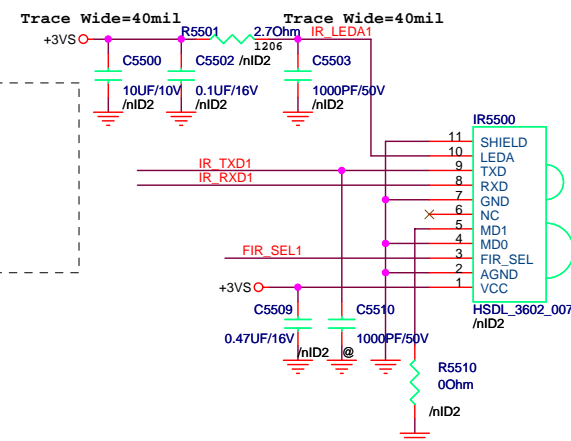 Trace Wide=40mil Trace Wide=40mil
+3VS R5501 2.7Ohm IR_LEDA1
1206
C5500 C5502 /nID2 C5503
10UF/10V 0.1UF/16V 1000PF/50V
/nID2 /nID2 /nID2
IR5500
11 SHIELD
10 LEDA
IR_TXD1 9 TXD
IR_RXD1 8 RXD
7 GND
6 NC
5 MD1
4 MD0
FIR_SEL1 3 FIR_SEL
2 AGND
+3VS 1 VCC
C5509 C5510 HSDL_3602_007
/nID2
0.47UF/16V 1000PF/50V
/nID2 @
R5510
0Ohm
/nID2